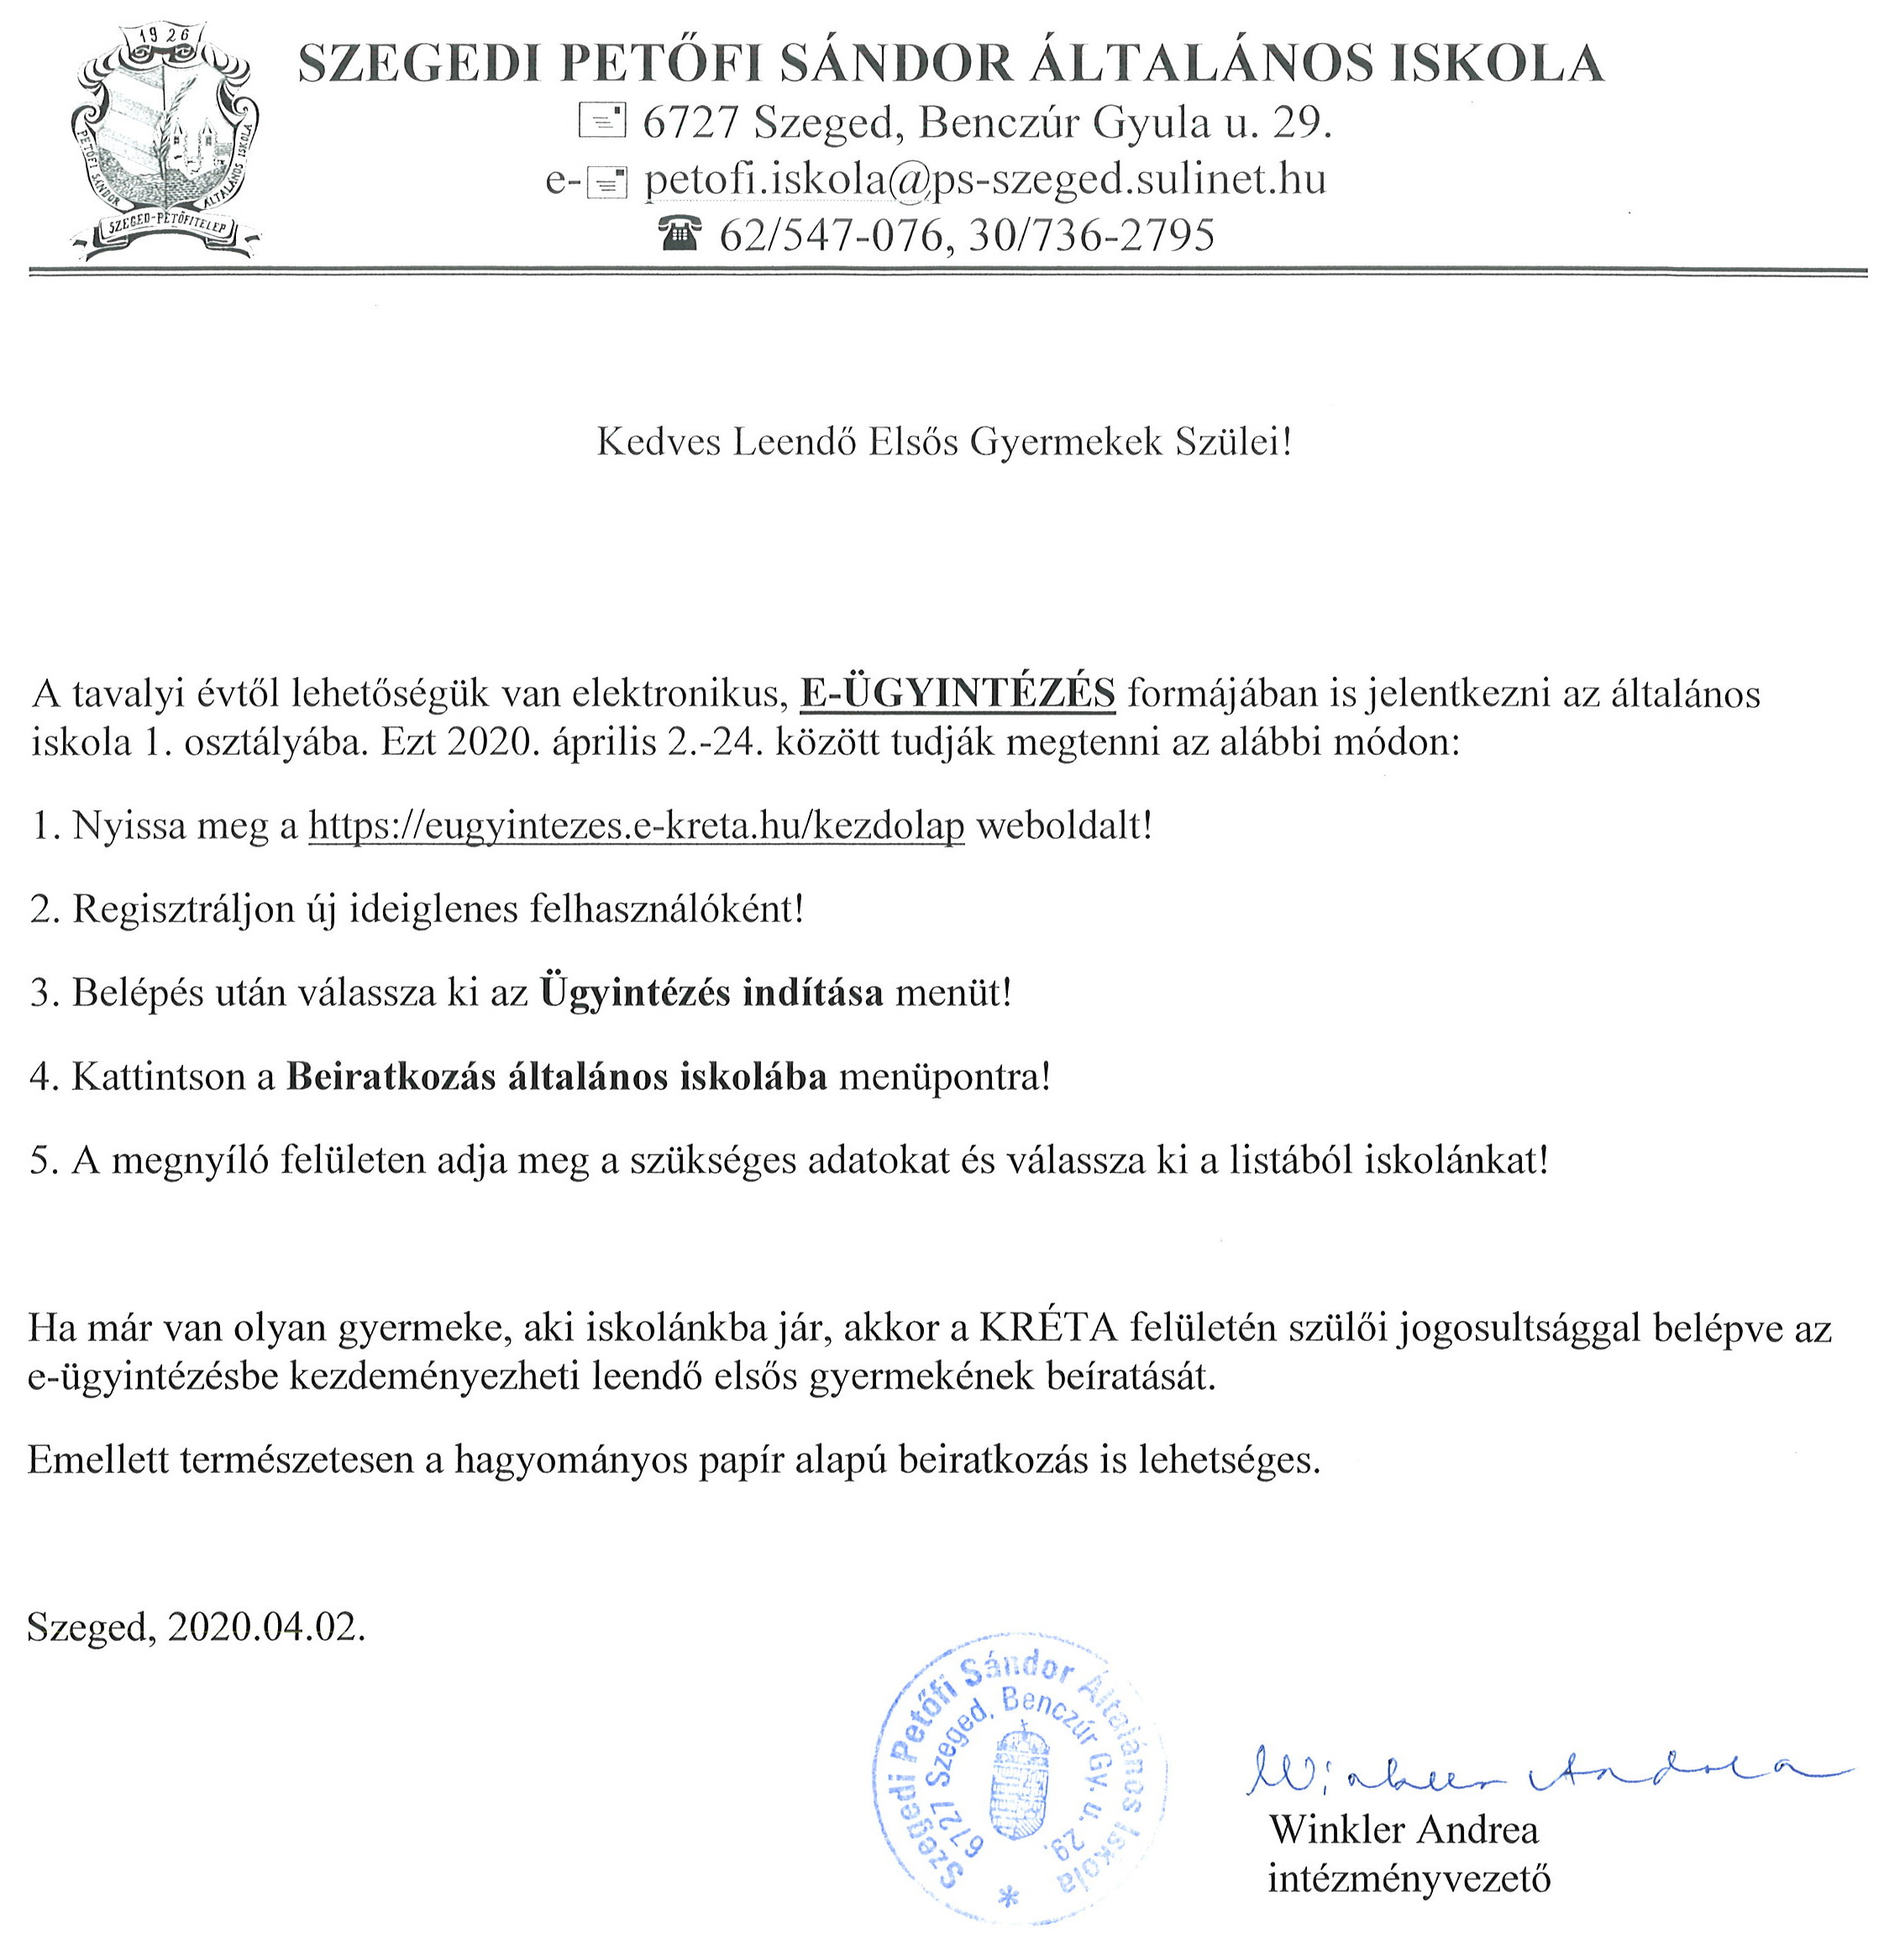 1926
PETŐFI SÁNDOR ÁLTALÁNOS ISKOLA
SZEGED-PETŐFITELEP
SZEGEDI PETŐFI SÁNDOR ÁLTALÁNOS ISKOLA
6727 Szeged, Benczúr Gyula u. 29.
e- petofi.iskola@ps-szeged.sulinet.hu
62/547-076, 30/736-2795
Kedves Leendő Elsős Gyermekek Szülei!
A tavalyi évtől lehetőségük van elektronikus, E-ÜGYINTÉZÉS formájában is jelentkezni az általános
iskola 1. osztályába. Ezt 2020. április 2.-24. között tudják megtenni az alábbi módon:
1. Nyissa meg a https://eugyintezes.e-kreta.hu/kezdolap weboldalt!
2. Regisztráljon új ideiglenes felhasználóként!
3. Belépés után válassza ki az Ügyintézés indítása menüt!
4. Kattintson a Beiratkozás általános iskolába menüpontra!
5. A megnyíló felületen adja meg a szükséges adatokat és válassza ki a listából iskolánkat!
Ha már van olyan gyermeke, aki iskolánkba jár, akkor a KRÉTA felületén szülői jogosultsággal belépve az
e-ügyintézésbe kezdeményezheti leendő elsős gyermekének beíratását.
Emellett természetesen a hagyományos papír alapú beiratkozás is lehetséges.
Szeged, 2020.04.02.
Szegedi Petőfi Sándor Általános Iskola
6727 Szeged, Benczúr Gy. u. 29.
*
Winkler Andrea
Winkler Andrea
intézményvezető